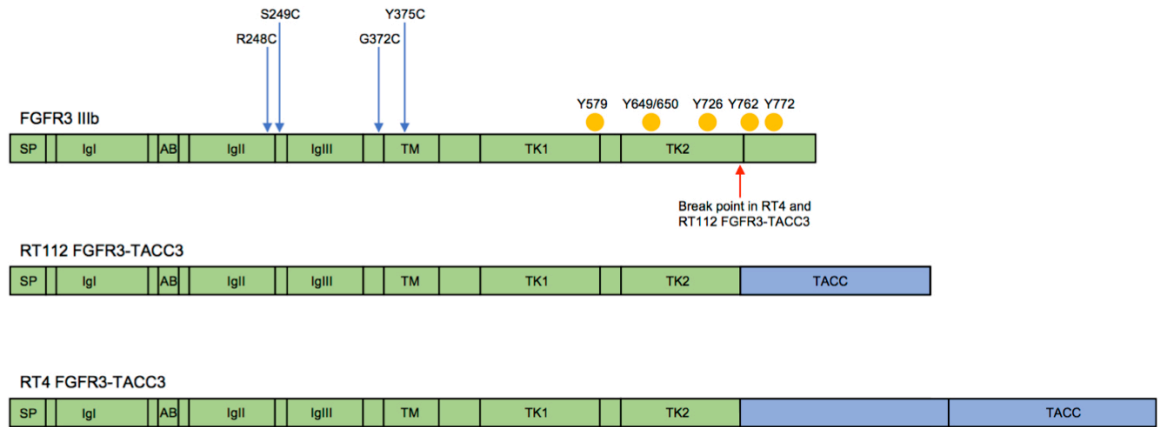 S249C
Y375C
R248C
G372C
FGFR3 IIIb
Y579
Y649/650
Y726
Y762
Y772
SP
IgI
AB
IgII
IgIII
TM
TK1
TK2
Break point in RT4 and
RT112 FGFR3-TACC3
RT112 FGFR3-TACC3
SP
IgI
AB
IgII
IgIII
TM
TK1
TK2
TACC
RT4 FGFR3-TACC3
SP
IgI
AB
IgII
IgIII
TM
TK1
TK2
TACC